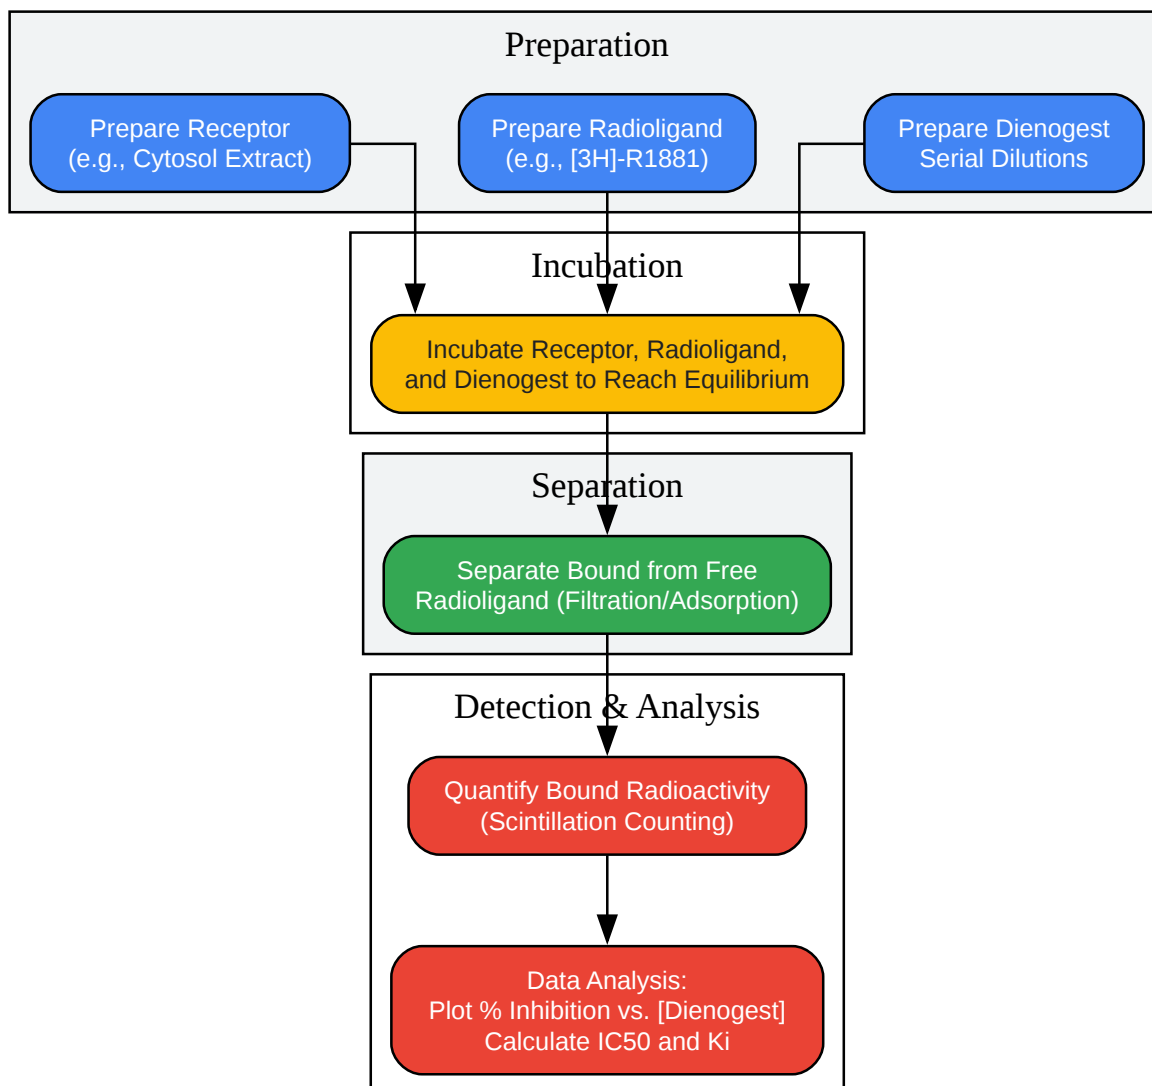 Preparation
Prepare Receptor
(e.g., Cytosol Extract)
Prepare Radioligand
(e.g., [3H]-R1881)
Prepare Dienogest
Serial Dilutions
Incubation
Incubate Receptor, Radioligand,
and Dienogest to Reach Equilibrium
Separation
Separate Bound from Free
Radioligand (Filtration/Adsorption)
Detection & Analysis
Quantify Bound Radioactivity
(Scintillation Counting)
Data Analysis:
Plot % Inhibition vs. [Dienogest]
Calculate IC50 and Ki